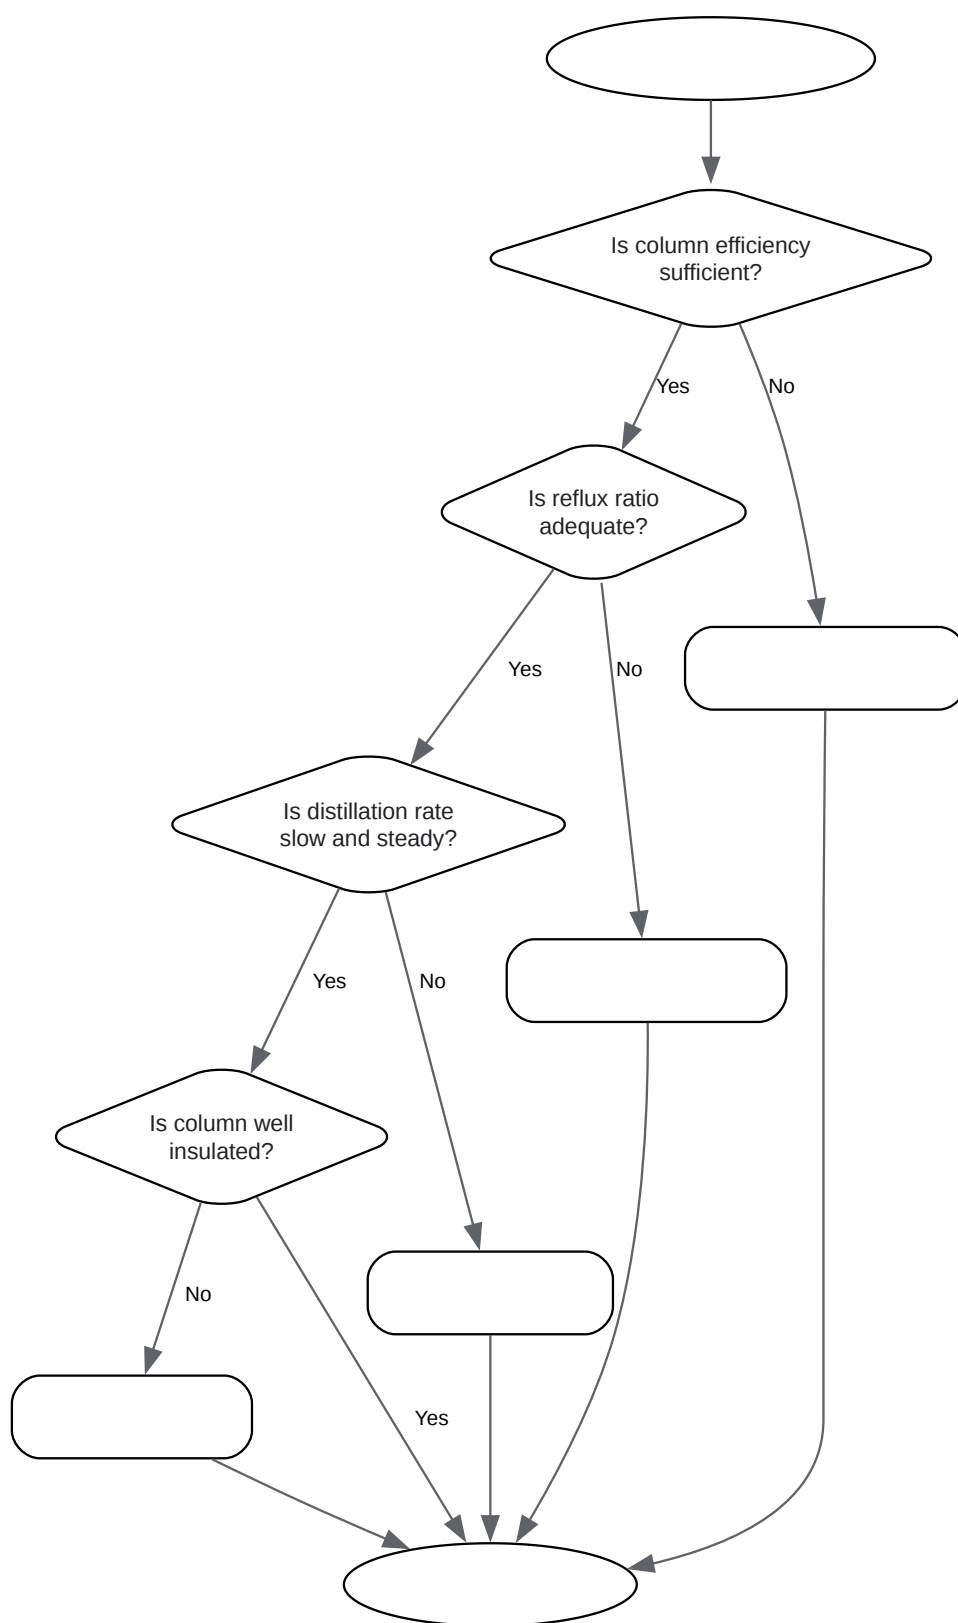 Is column efficiency
sufficient?
Yes
No
Is reflux ratio
adequate?
Yes
No
Is distillation rate
slow and steady?
Yes
No
Is column well
insulated?
No
Yes